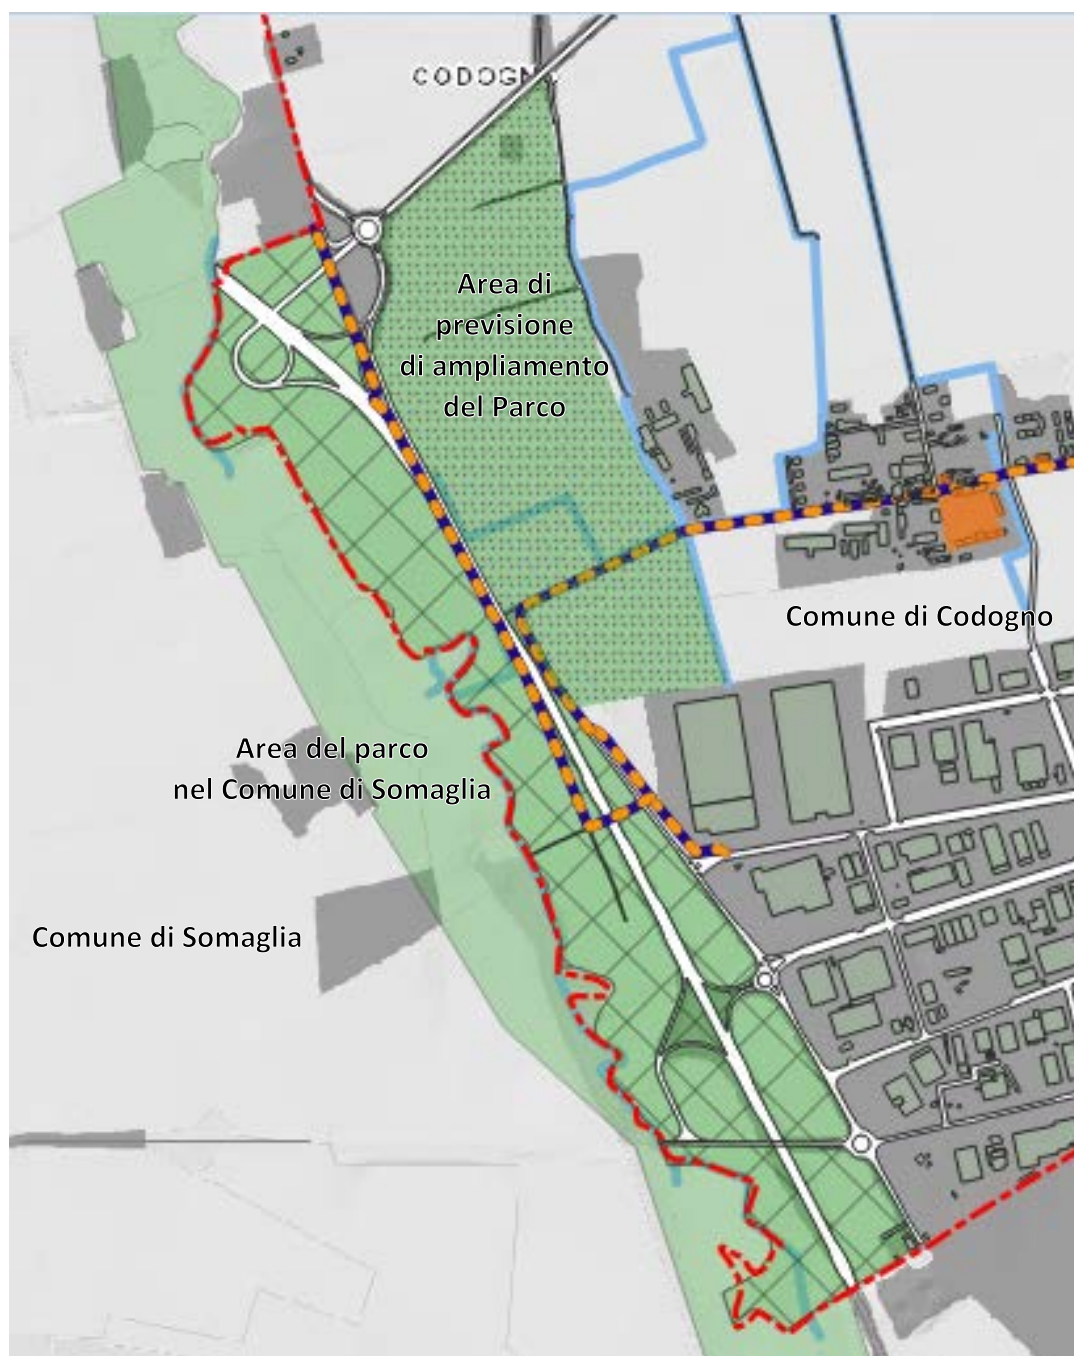 CODOGN
Area di
previsione
di ampliamento
del Parco
Comune di Codogno
Area del parco
nel Comune di Somaglia
Comune di Somaglia